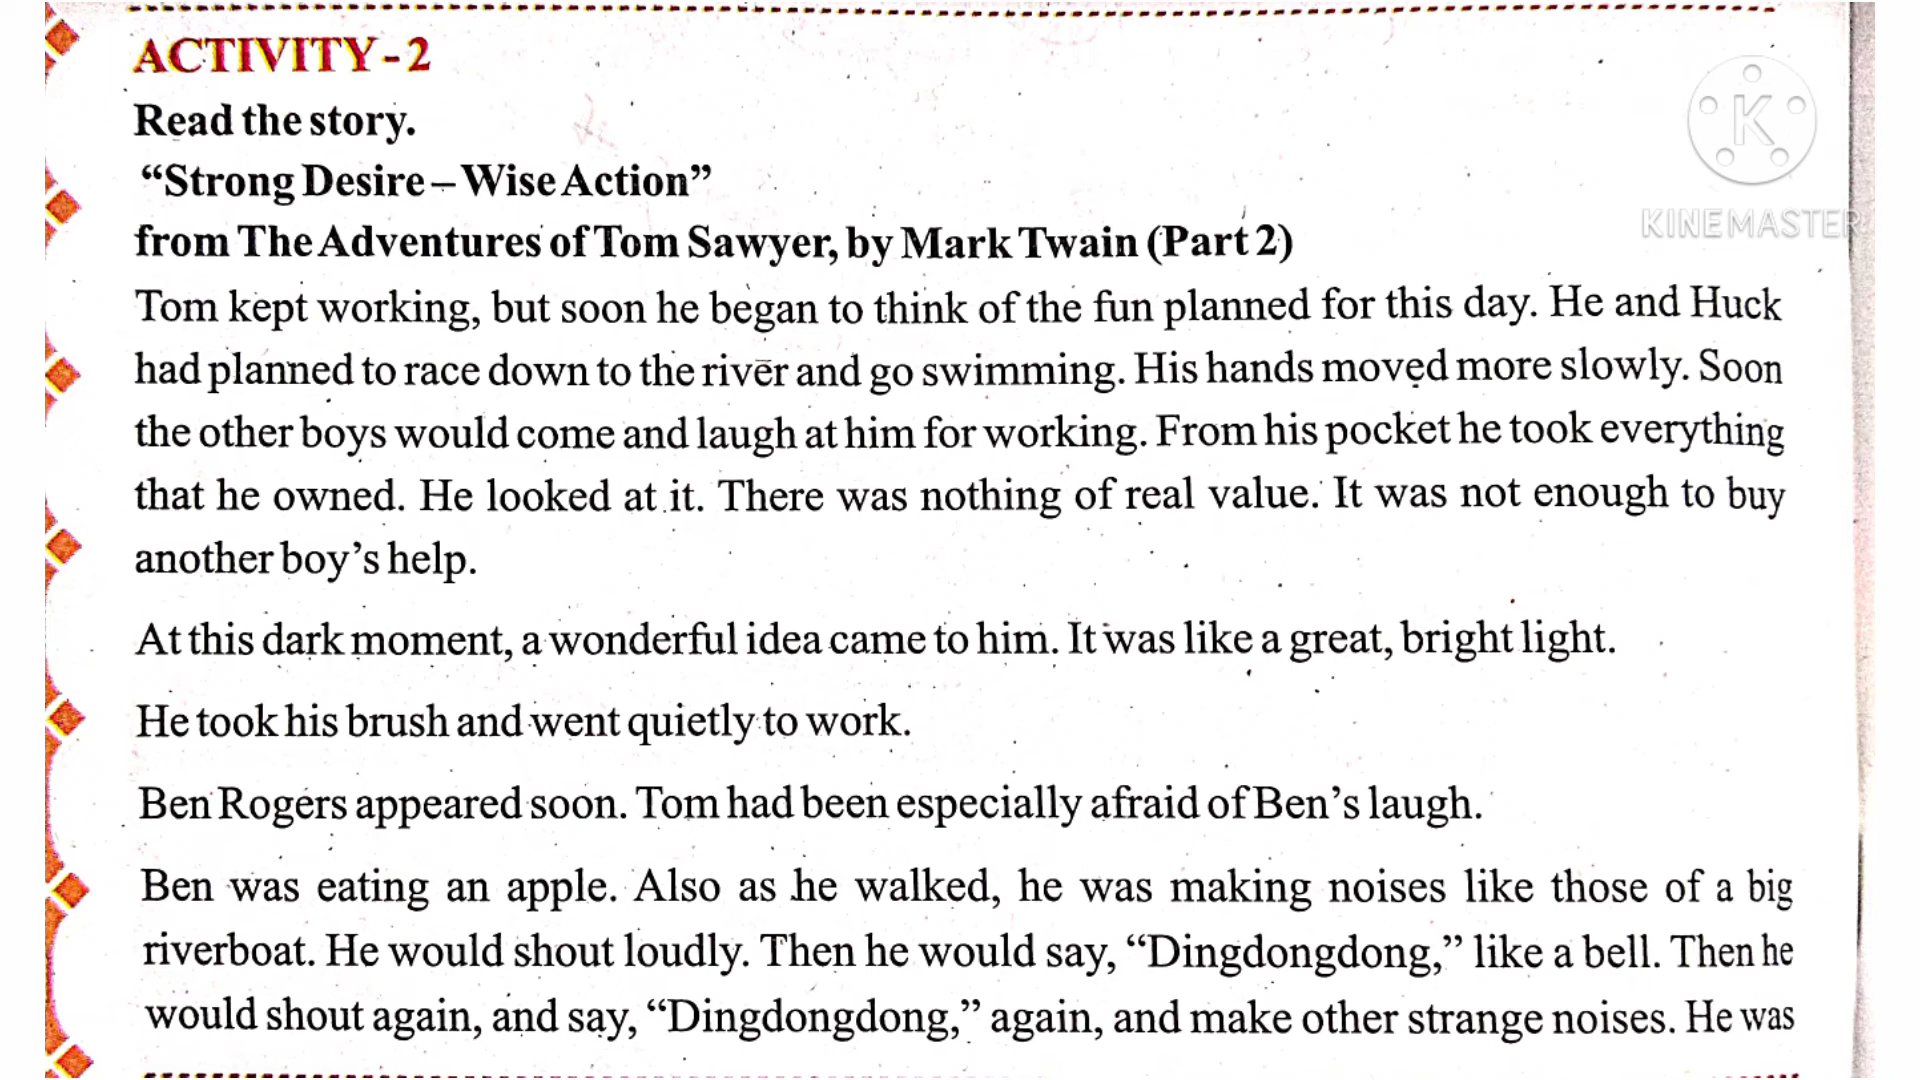 ACTIVITY - 2
Read the story.
“Strong Desire – Wise Action”
from The Adventures of Tom Sawyer, by Mark Twain (Part 2)
Tom kept working, but soon he began to think of the fun planned for this day. He and Huck
had planned to race down to the river and go swimming. His hands moved more slowly. Soon
the other boys would come and laugh at him for working. From his pocket he took everything
that he owned. He looked at it. There was nothing of real value. It was not enough to buy
another boy’s help.
At this dark moment, a wonderful idea came to him. It was like a great, bright light.
He took his brush and went quietly to work.
Ben Rogers appeared soon. Tom had been especially afraid of Ben’s laugh.
Ben was eating an apple. Also as he walked, he was making noises like those of a big
riverboat. He would shout loudly. Then he would say, “Dingdongdong,” like a bell. Then he
would shout again, and say, “Dingdongdong,” again, and make other strange noises. He was
K
KINEMASTER